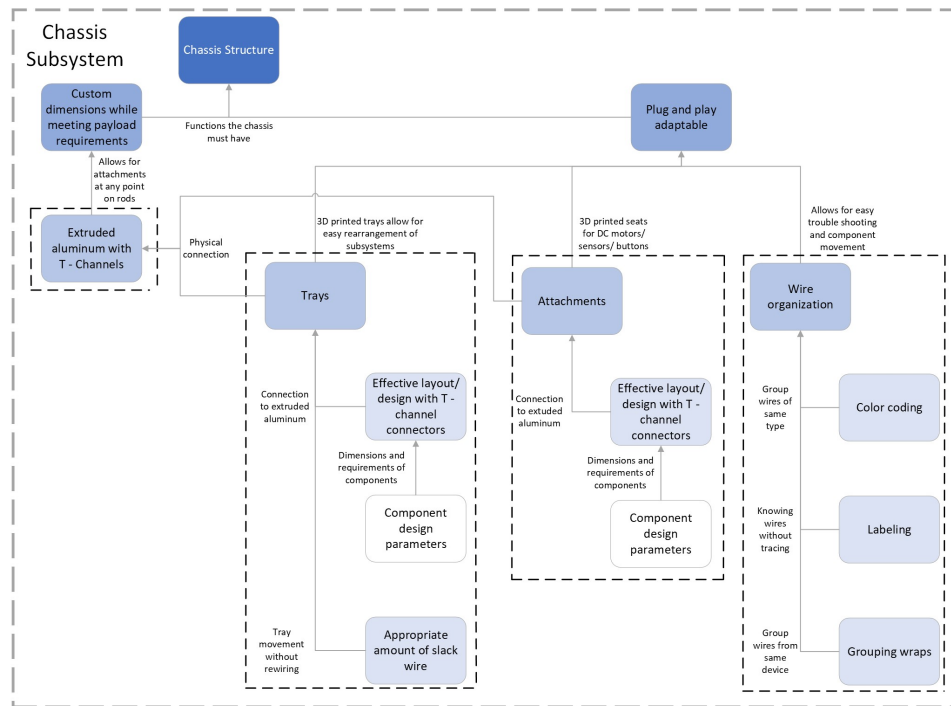 Chassis
Subsystem
Chassis Structure
Custom
dimensions while
meeting payload
requirements
Functions the chassis
must have
Plug and play
adaptable
Allows for
attachments
at any point
on rods
Extruded
aluminum with
T - Channels
Physical
connection
3D printed trays allow for
easy rearrangement of
subsystems
3D printed seats
for DC motors/
sensors/ buttons
Allows for easy
trouble shooting
and component
movement
Trays
Attachments
Wire
organization
Connection
to extruded
aluminum
Effective layout/
design with T -
channel
connectors
Dimensions and
requirements of
components
Component
design
parameters
Tray
movement
without
rewiring
Appropriate
amount of slack
wire
Connection
to extuded
aluminum
Effective layout/
design with T -
channel
connectors
Dimensions and
requirements of
components
Component
design
parameters
Group
wires of
same
type
Color coding
Knowing
wires
without
tracing
Labeling
Group
wires from
same
device
Grouping wraps